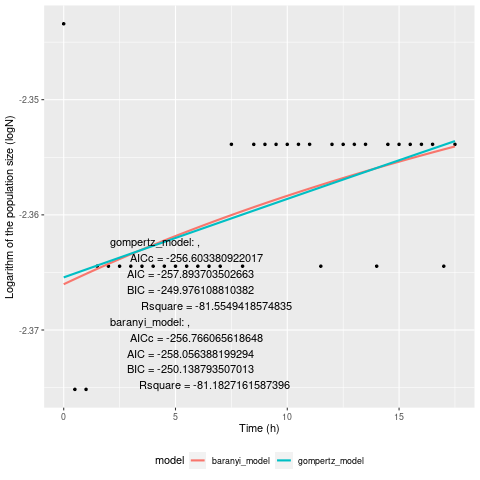 -2.35
-2.36
-2.37
Logarithm of the population size (logN)
gompertz_model: ,
AICc = -256.603380922017
AIC = -257.893703502663
BIC = -249.976108810382
Rsquare = -81.5549418574835
baranyi_model: ,
AICc = -256.766065618648
AIC = -258.056388199294
BIC = -250.138793507013
Rsquare = -81.1827161587396
0 5 10 15
Time (h)
model baranyi_model gompertz_model